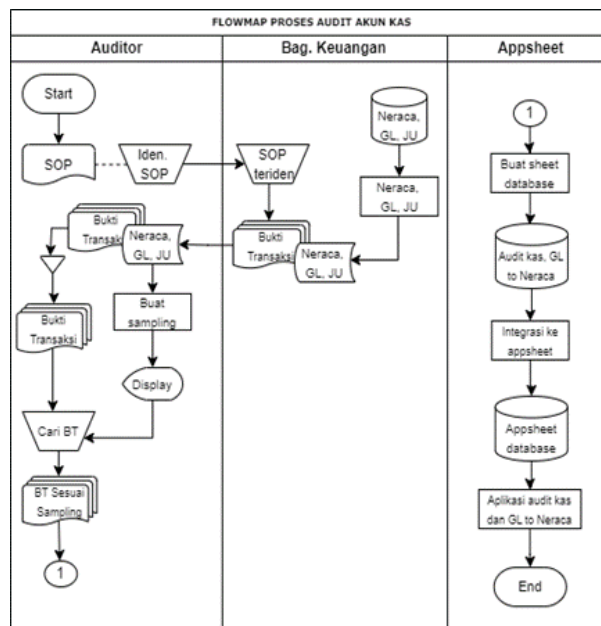 FLOWMAP PROSES AUDIT AKUN KAS
Auditor
Bag. Keuangan
Appsheet
Start
SOP
Iden.
SOP
SOP
teriden
Neraca,
GL, JU
Neraca,
GL, JU
Bukti
Transaksi
Neraca,
GL, JU
Bukti
Transaksi
Neraca,
GL, JU
Buat
sampling
Bukti
Transaksi
Display
Cari BT
BT Sesuai
Sampling
1
1
Buat sheet
database
Audit kas, GL
to Neraca
Integrasi ke
appsheet
Appsheet
database
Aplikasi audit kas
dan GL to Neraca
End